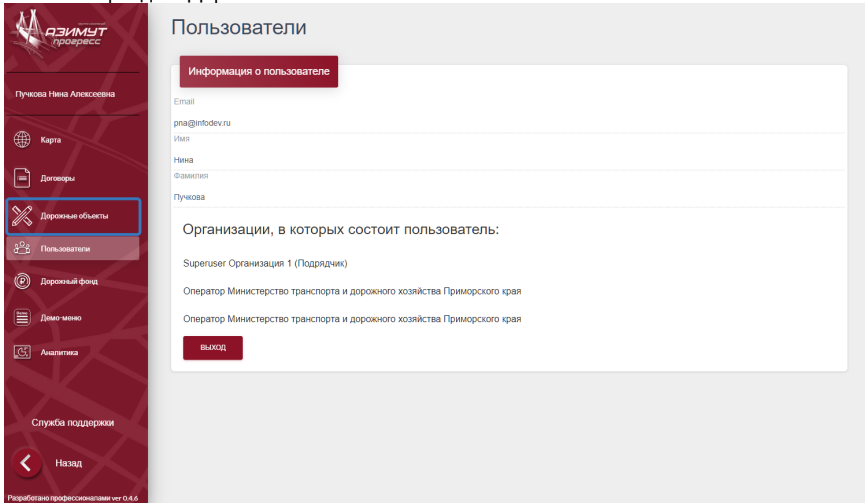 АЗИМУТ
прогресс
Пучкова Нина Алексеевна
Карта
Договоры
Дорожные объекты
Пользователи
Дорожный фонд
Демо-меню
Аналитика
Служба поддержки
Назад
Разработано профессионалами ver 0.4.6
Пользователи
Информация о пользователе
Email
pna@infodev.ru
Имя
Нина
Фамилия
Пучкова
Организации, в которых состоит пользователь:
Superuser Организация 1 (Подрядчик)
Оператор Министерство транспорта и дорожного хозяйства Приморского края
Оператор Министерство транспорта и дорожного хозяйства Приморского края
ВЫХОД